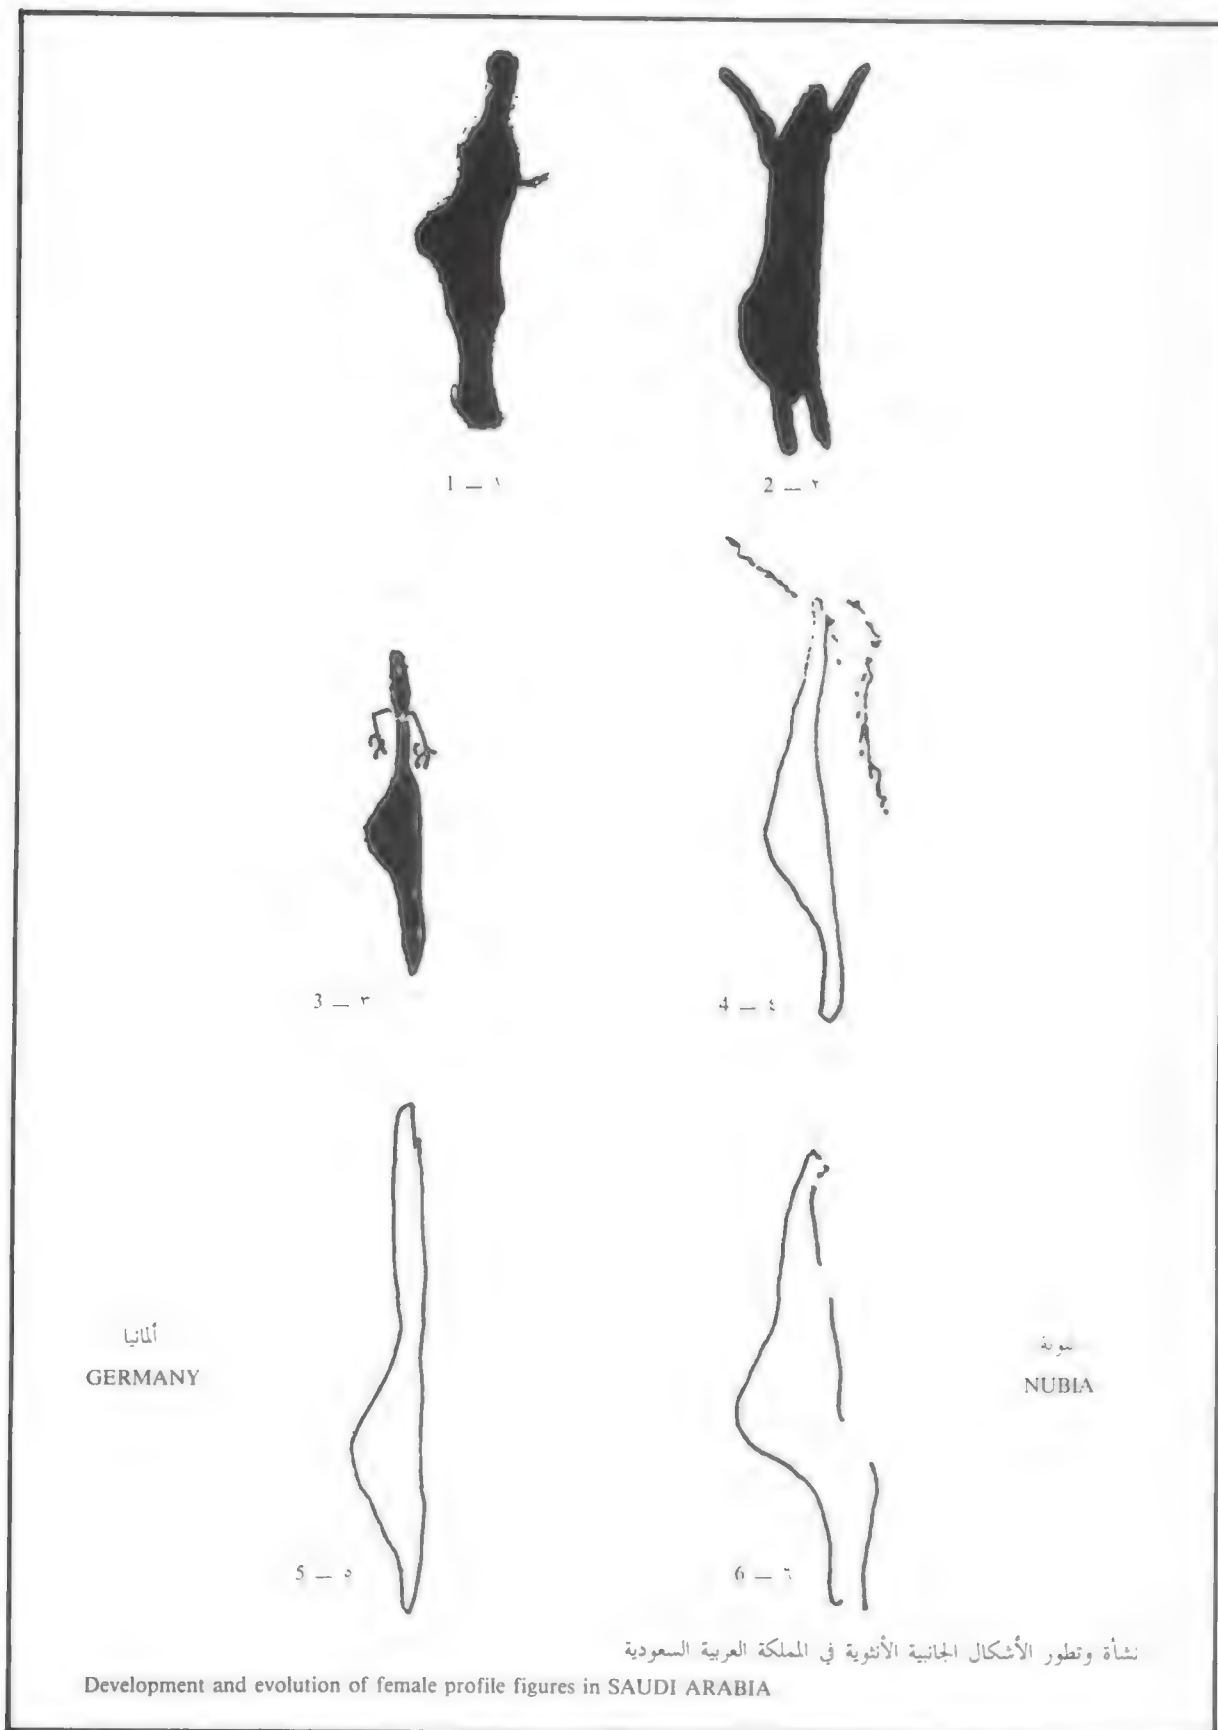 1 — ١
2 — ٢
3 — ٣
4 — ٤
ألمانيا
GERMANY
نوبة
NUBIA
5 — ٥
6 — ٦
نشأة وتطور الأشكال الجانبية الأنثوية في المملكة العربية السعودية
Development and evolution of female profile figures in SAUDI ARABIA